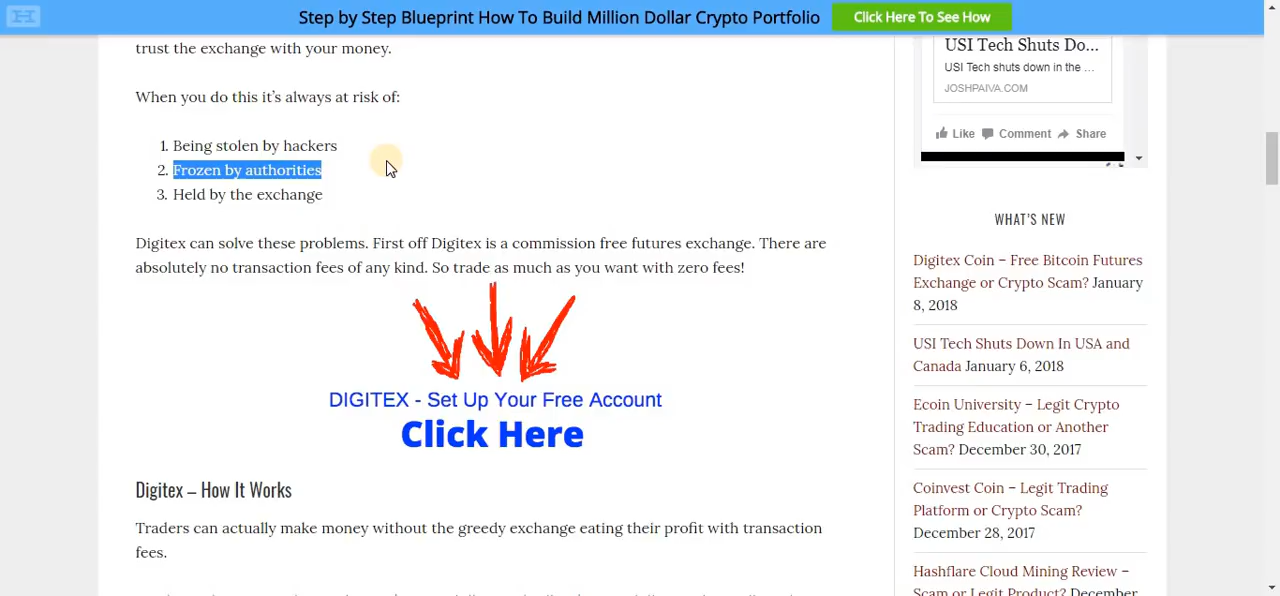 Step by Step Blueprint How To Build Million Dollar Crypto Portfolio
Click Here To See How
trust the exchange with your money.
When you do this it's always at risk of:
1. Being stolen by hackers
2. Frozen by authorities
3. Held by the exchange
Digitex can solve these problems. First off Digitex is a commission free futures exchange. There are
absolutely no transaction fees of any kind. So trade as much as you want with zero fees!
DIGITEX - Set Up Your Free Account
Click Here
Digitex – How It Works
Traders can actually make money without the greedy exchange eating their profit with transaction
fees.
USI Tech Shuts Do...
USI Tech shuts down in the ...
JOSHPAIVA.COM
Like Comment Share
WHAT'S NEW
Digitex Coin – Free Bitcoin Futures
Exchange or Crypto Scam? January
8, 2018
USI Tech Shuts Down In USA and
Canada January 6, 2018
Ecoin University – Legit Crypto
Trading Education or Another
Scam? December 30, 2017
Coinvest Coin – Legit Trading
Platform or Crypto Scam?
December 28, 2017
Hashflare Cloud Mining Review –
Scam or Legit Product? December